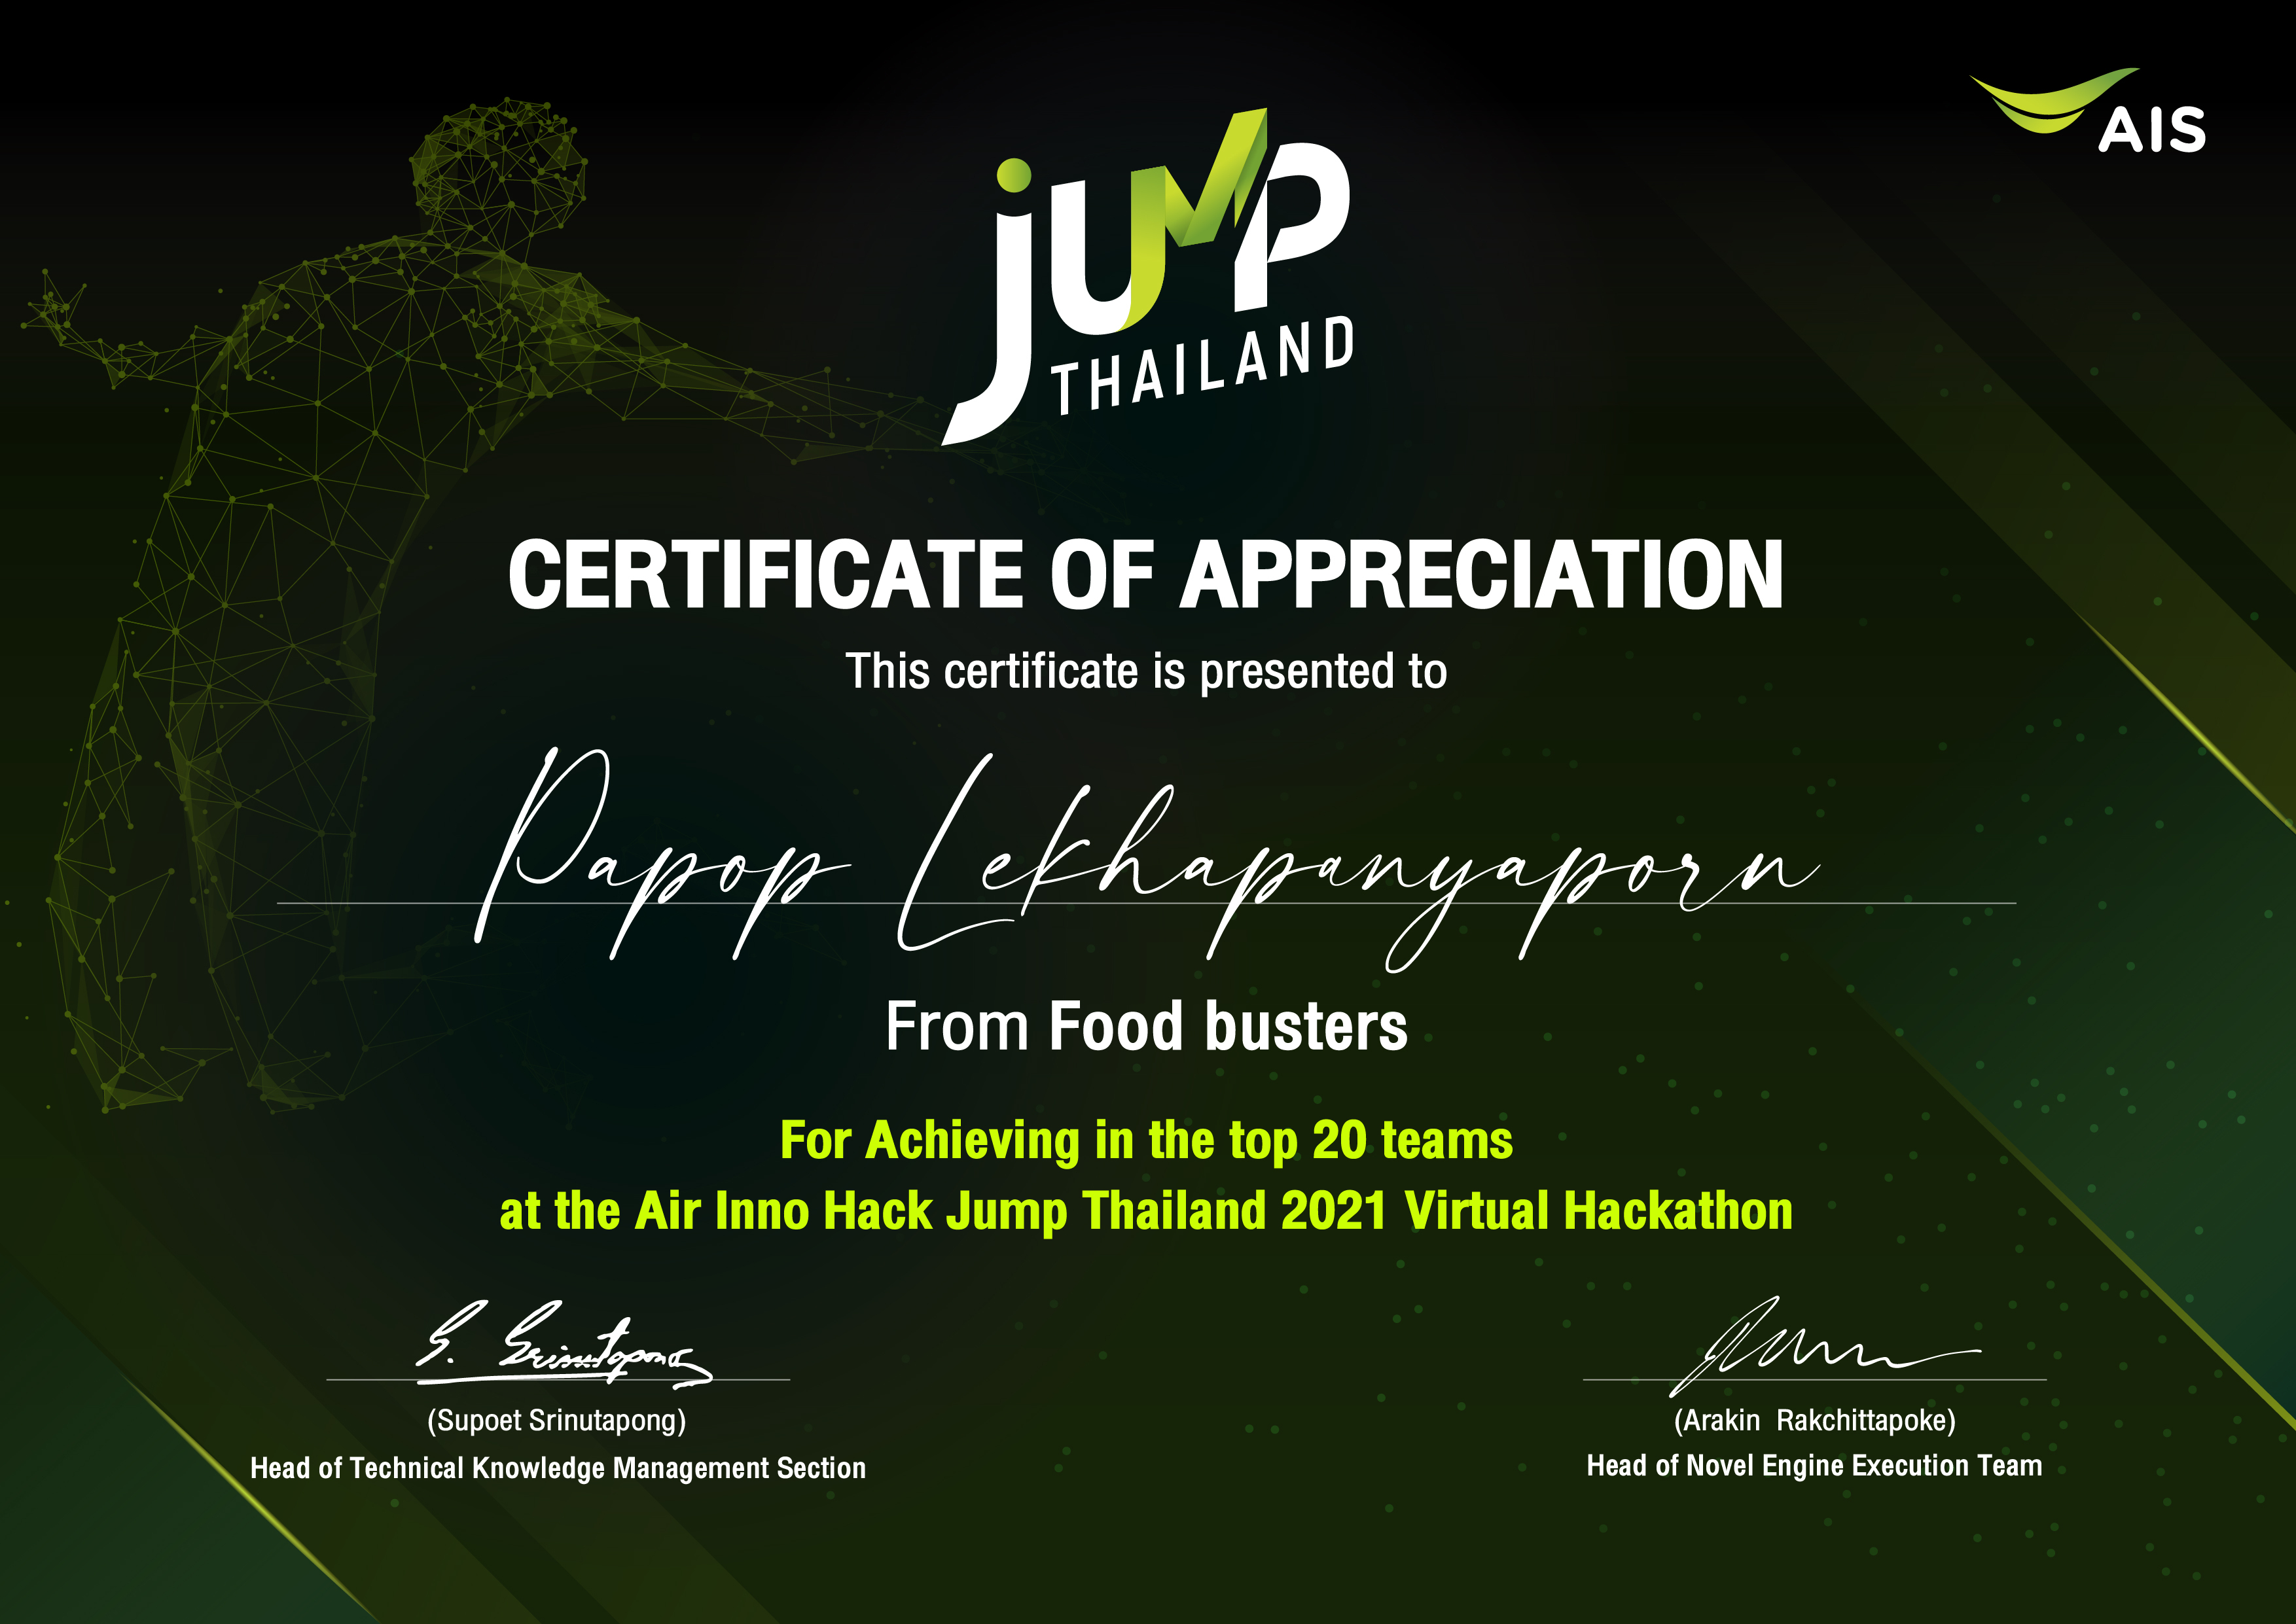 AIS
jUMP
THAILAND
CERTIFICATE OF APPRECIATION
This certificate is presented to
Papop Lekhapanyaporn
From Food busters
For Achieving in the top 20 teams
at the Air Inno Hack Jump Thailand 2021 Virtual Hackathon
S. Srinutapong
(Supoet Srinutapong)
Head of Technical Knowledge Management Section
(Arakin Rakchittapoke)
Head of Novel Engine Execution Team